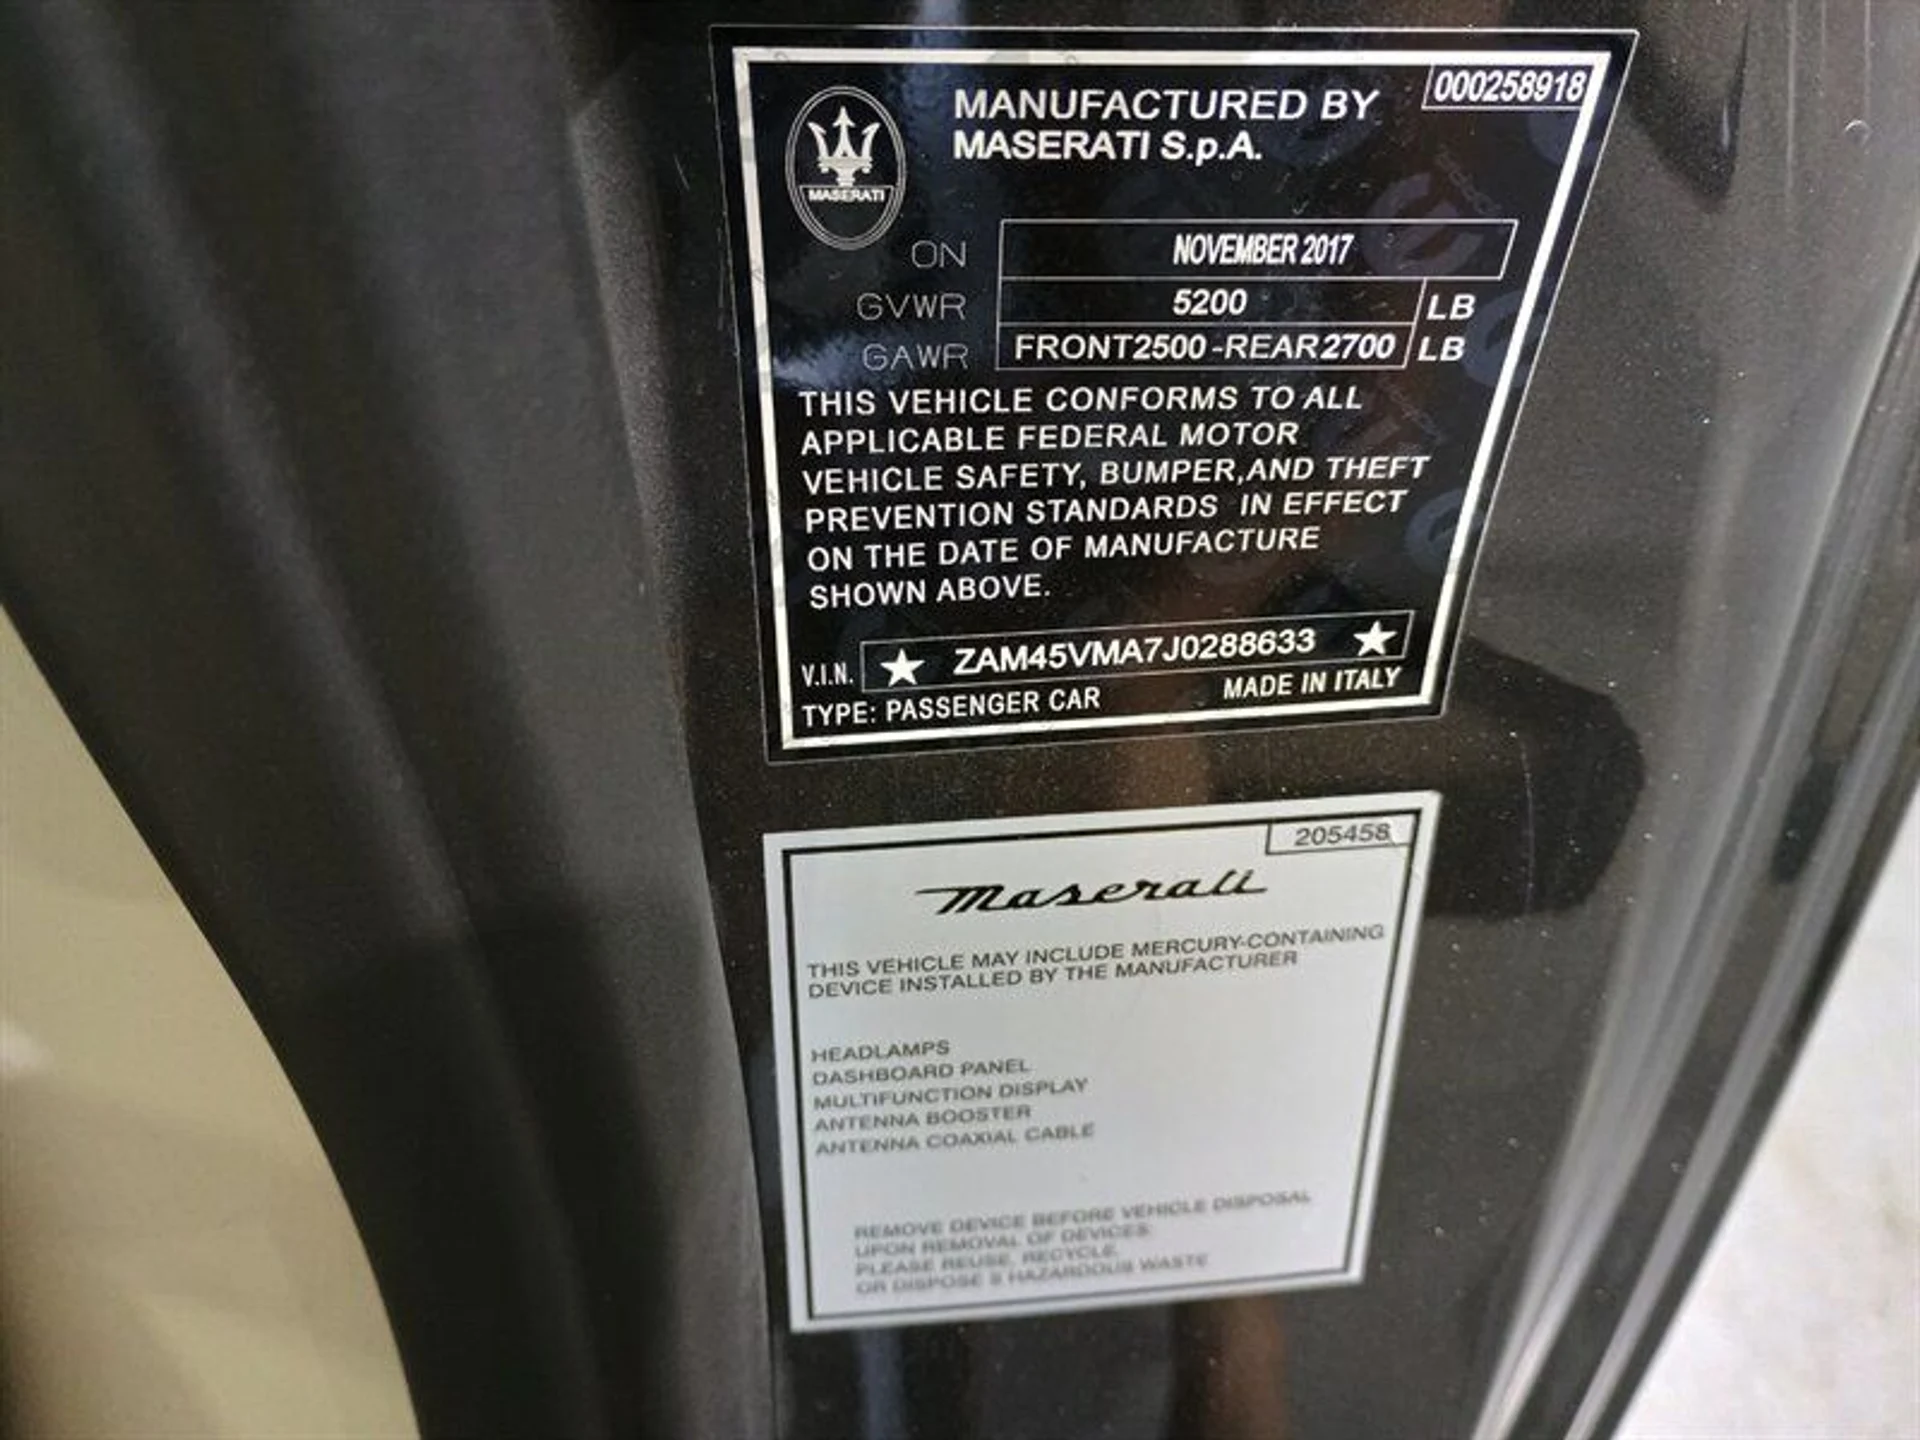 000258918
MANUFACTURED BY
MASERATI S.p.A.
MASERATI
ON NOVEMBER 2017
GVWR 5200 LB
GAWR FRONT2500-REAR2700 LB
THIS VEHICLE CONFORMS TO ALL
APPLICABLE FEDERAL MOTOR
VEHICLE SAFETY, BUMPER,AND THEFT
PREVENTION STANDARDS IN EFFECT
ON THE DATE OF MANUFACTURE
SHOWN ABOVE.
V.I.N. ★ ZAM45VMA7J0288633 ★
TYPE: PASSENGER CAR MADE IN ITALY
205458
Maserati
THIS VEHICLE MAY INCLUDE MERCURY-CONTAINING
DEVICE INSTALLED BY THE MANUFACTURER
HEADLAMPS
DASHBOARD PANEL
MULTIFUNCTION DISPLAY
ANTENNA BOOSTER
ANTENNA COAXIAL CABLE
REMOVE DEVICE BEFORE VEHICLE DISPOSAL
UPON REMOVAL OF DEVICES:
PLEASE REUSE, RECYCLE,
OR DISPOSE S HAZARDOUS WASTE